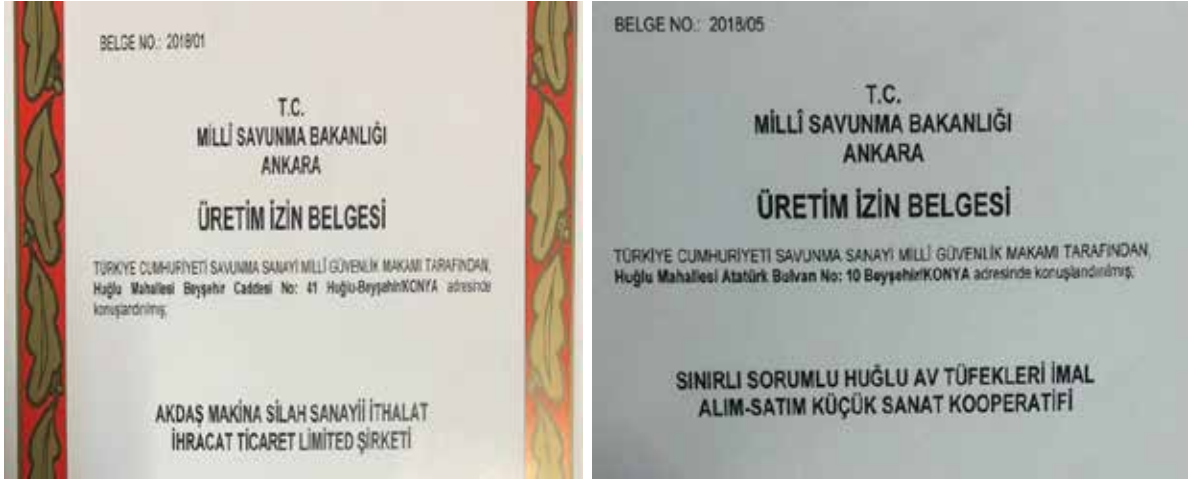 BELGE NO.: 2018/01
T.C.
MİLLÎ SAVUNMA BAKANLIĞI
ANKARA
ÜRETİM İZİN BELGESİ
TÜRKİYE CUMHURİYETİ SAVUNMA SANAYİ MİLLÎ GÜVENLİK MAKAMI TARAFINDAN,
Huğlu Mahallesi Beyşehir Caddesi No: 41 Huğlu-Beyşehir/KONYA adresinde
konuşlandırılmış;
AKDAŞ MAKİNA SİLAH SANAYİİ İTHALAT
İHRACAT TİCARET LİMİTED ŞİRKETİ
BELGE NO.: 2018/05
T.C.
MİLLÎ SAVUNMA BAKANLIĞI
ANKARA
ÜRETİM İZİN BELGESİ
TÜRKİYE CUMHURİYETİ SAVUNMA SANAYİ MİLLÎ GÜVENLİK MAKAMI TARAFINDAN,
Huğlu Mahallesi Atatürk Bulvarı No: 10 Beyşehir/KONYA adresinde konuşlandırılmış;
SINIRLI SORUMLU HUĞLU AV TÜFEKLERİ İMAL
ALIM-SATIM KÜÇÜK SANAT KOOPERATİFİ